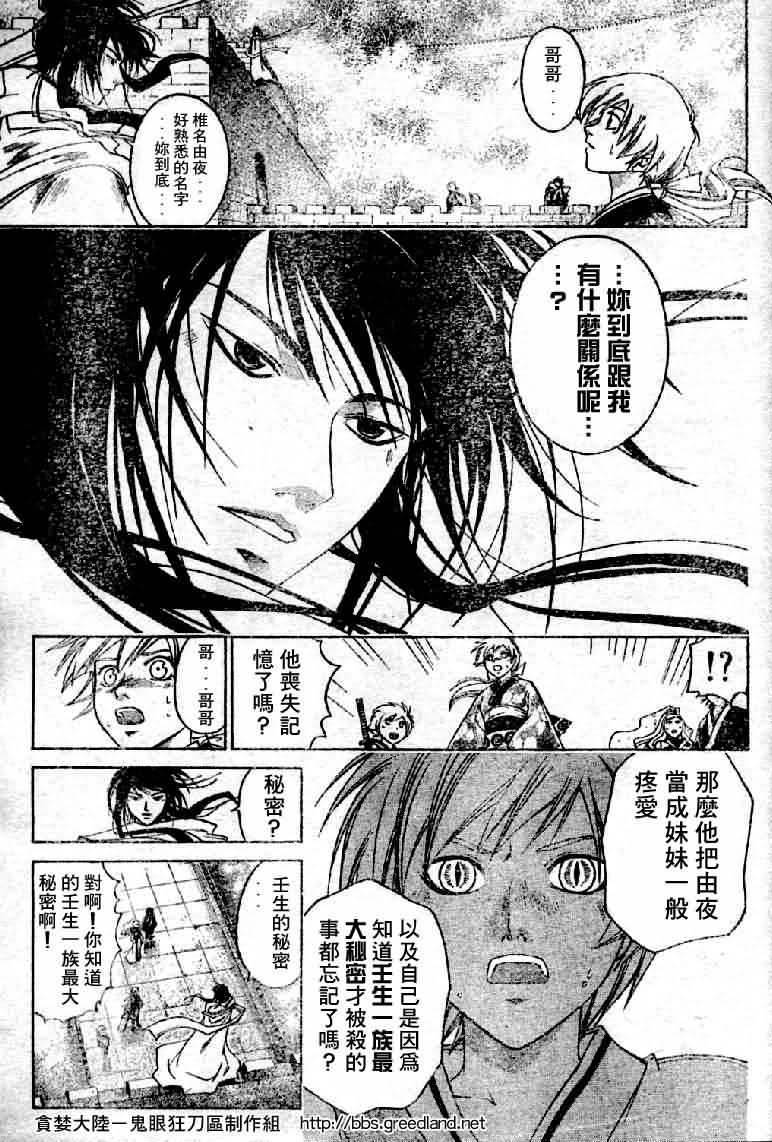 哥哥
…
椎名由夜…
好熟悉的名字
…妳到底
……
…妳到底跟我
有什麼關係呢…
…?
!?
他喪失記
憶了嗎?
哥…哥哥
那麼他把由夜
當成妹妹一般
疼愛
以及自己是因為
知道壬生一族最
大秘密才被殺的
事都忘記了嗎?
秘密?
壬生的秘密
…
對啊!你知道
的壬生一族最大
秘密啊!
貪婪大陸－鬼眼狂刀區制作組 http://bbs.greedland.net